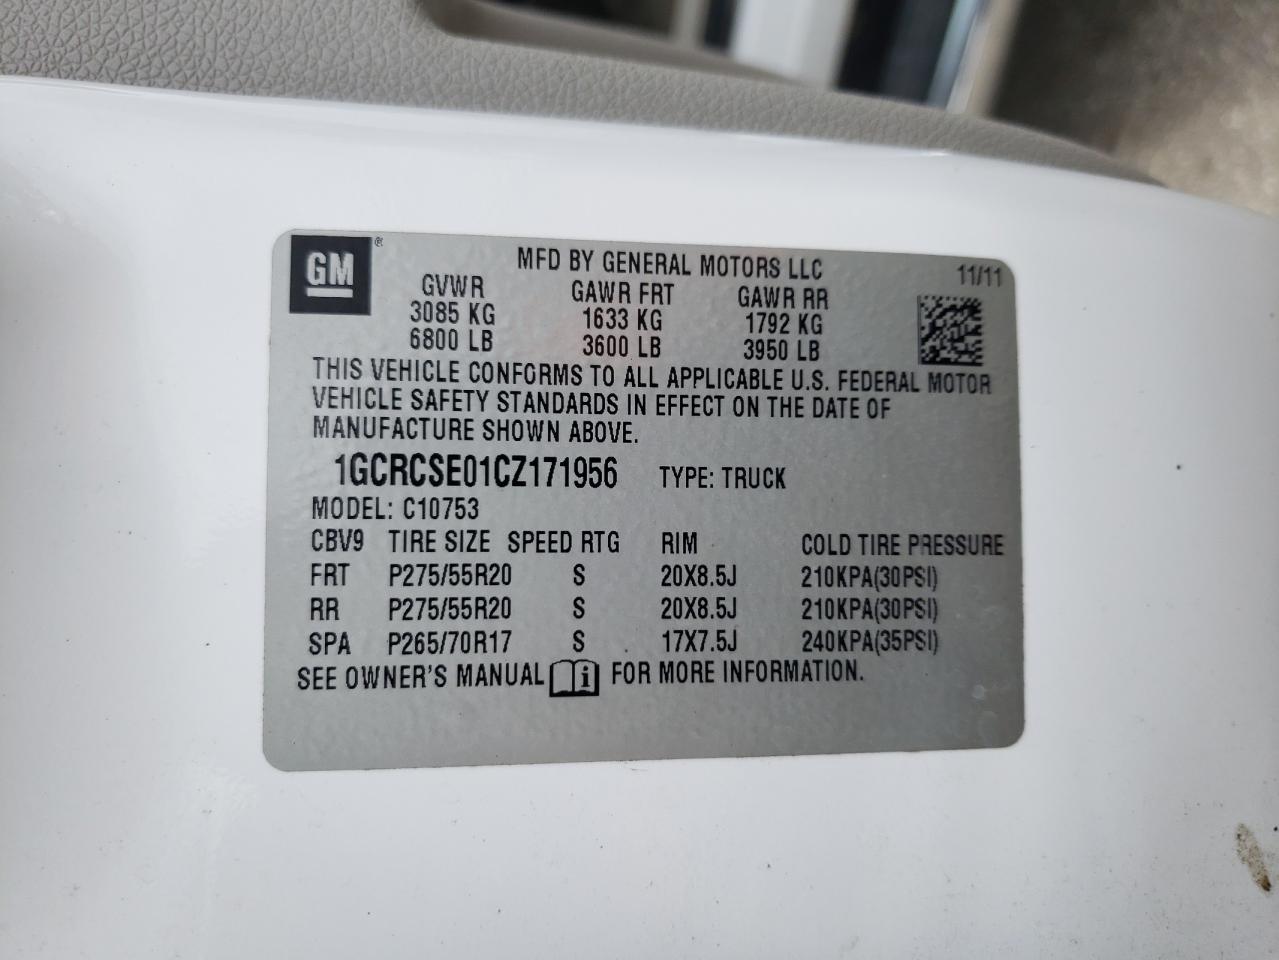 GM ®
MFD BY GENERAL MOTORS LLC 11/11
GVWR GAWR FRT GAWR RR
3085 KG 1633 KG 1792 KG
6800 LB 3600 LB 3950 LB
THIS VEHICLE CONFORMS TO ALL APPLICABLE U.S. FEDERAL MOTOR
VEHICLE SAFETY STANDARDS IN EFFECT ON THE DATE OF
MANUFACTURE SHOWN ABOVE.
1GCRCSE01CZ171956 TYPE: TRUCK
MODEL: C10753
CBV9 TIRE SIZE SPEED RTG RIM COLD TIRE PRESSURE
FRT P275/55R20 S 20X8.5J 210KPA(30PSI)
RR P275/55R20 S 20X8.5J 210KPA(30PSI)
SPA P265/70R17 S 17X7.5J 240KPA(35PSI)
SEE OWNER'S MANUAL i FOR MORE INFORMATION.